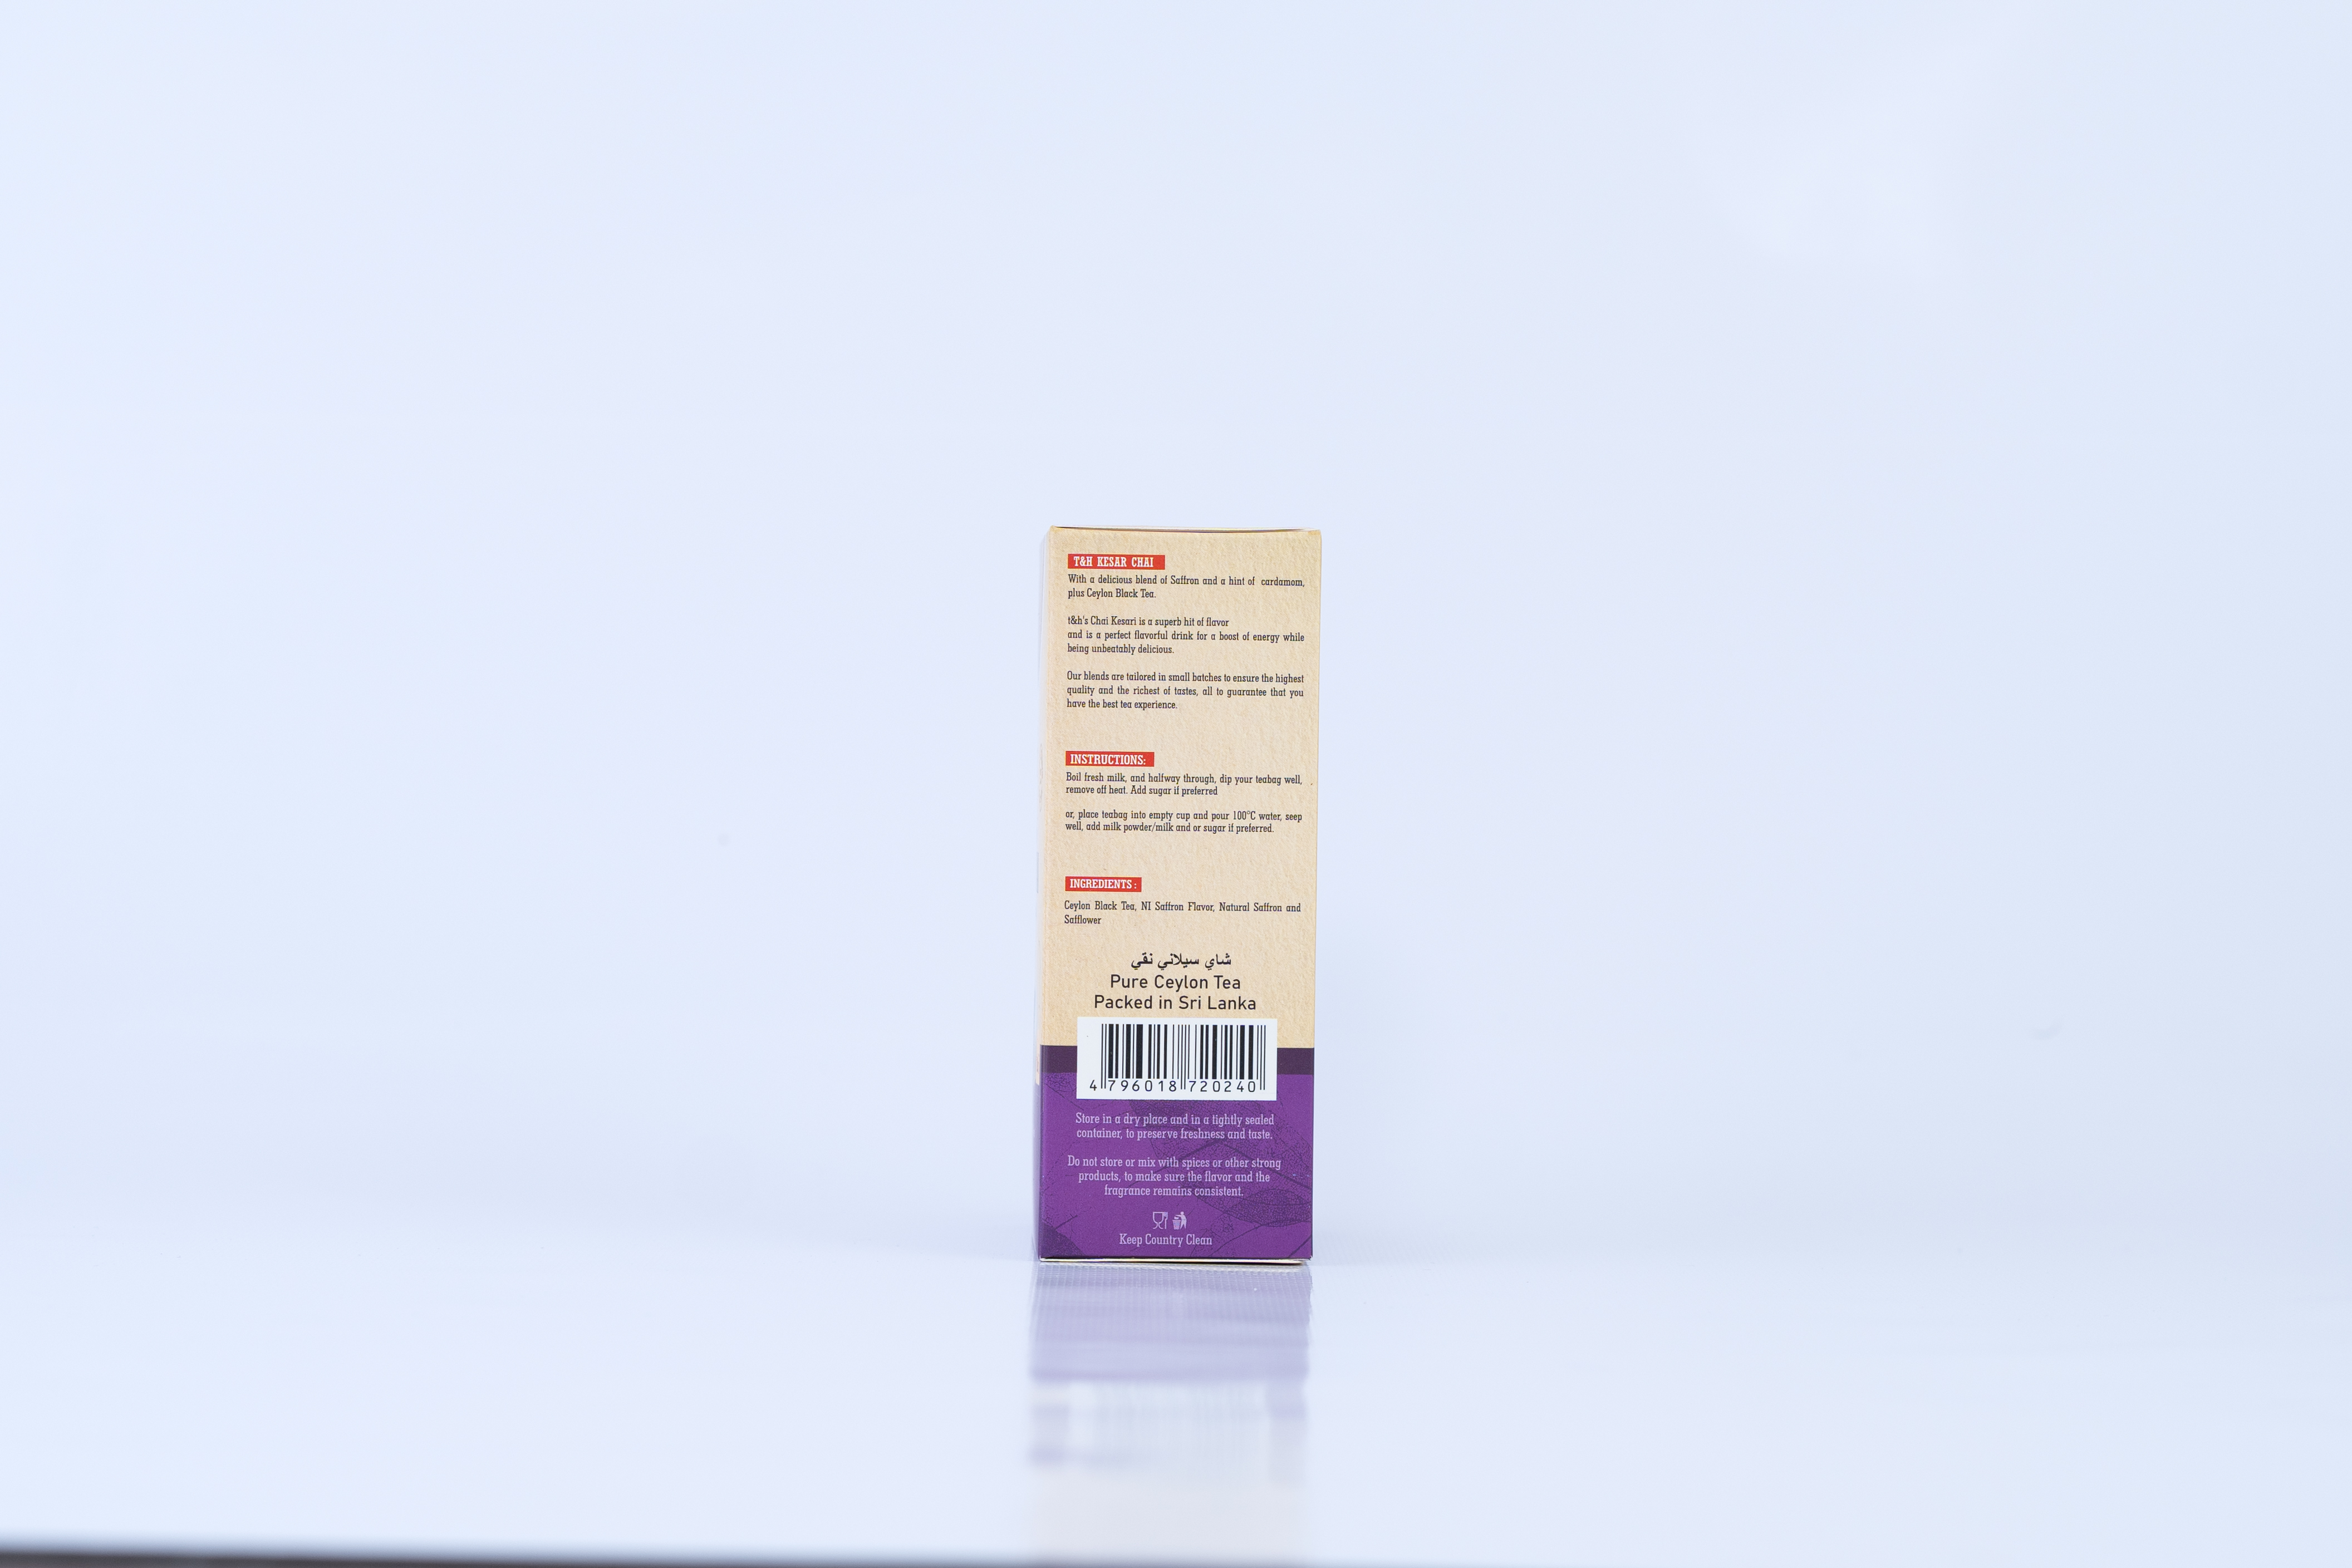 T&H KESAR CHAI
With a delicious blend of Saffron and a hint of cardamom,
plus Ceylon Black Tea.
t&h's Chai Kesari is a superb hit of flavor
and is a perfect flavorful drink for a boost of energy while
being unbeatably delicious.
Our blends are tailored in small batches to ensure the highest
quality and the richest of tastes, all to guarantee that you
have the best tea experience.
INSTRUCTIONS:
Boil fresh milk, and halfway through, dip your teabag well,
remove off heat. Add sugar if preferred
or, place teabag into empty cup and pour 100°C water, seep
well, add milk powder/milk and or sugar if preferred.
INGREDIENTS :
Ceylon Black Tea, NI Saffron Flavor, Natural Saffron and
Safflower
شاي سيلاني نقي
Pure Ceylon Tea
Packed in Sri Lanka
4 796018 720240
Store in a dry place and in a tightly sealed
container, to preserve freshness and taste.
Do not store or mix with spices or other strong
products, to make sure the flavor and the
fragrance remains consistent.
Keep Country Clean